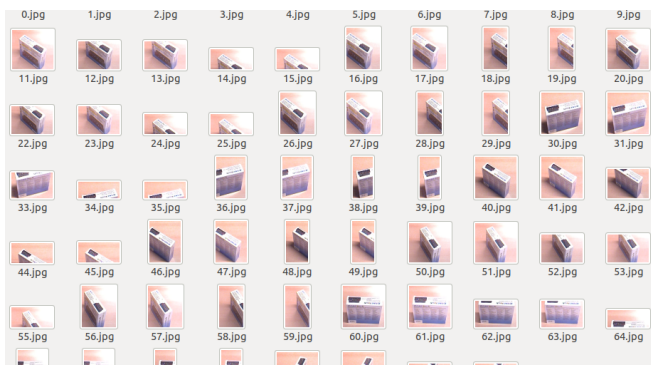 0.jpg 1.jpg 2.jpg 3.jpg 4.jpg 5.jpg 6.jpg 7.jpg 8.jpg 9.jpg
11.jpg 12.jpg 13.jpg 14.jpg 15.jpg 16.jpg 17.jpg 18.jpg 19.jpg 20.jpg
22.jpg 23.jpg 24.jpg 25.jpg 26.jpg 27.jpg 28.jpg 29.jpg 30.jpg 31.jpg
33.jpg 34.jpg 35.jpg 36.jpg 37.jpg 38.jpg 39.jpg 40.jpg 41.jpg 42.jpg
44.jpg 45.jpg 46.jpg 47.jpg 48.jpg 49.jpg 50.jpg 51.jpg 52.jpg 53.jpg
55.jpg 56.jpg 57.jpg 58.jpg 59.jpg 60.jpg 61.jpg 62.jpg 63.jpg 64.jpg